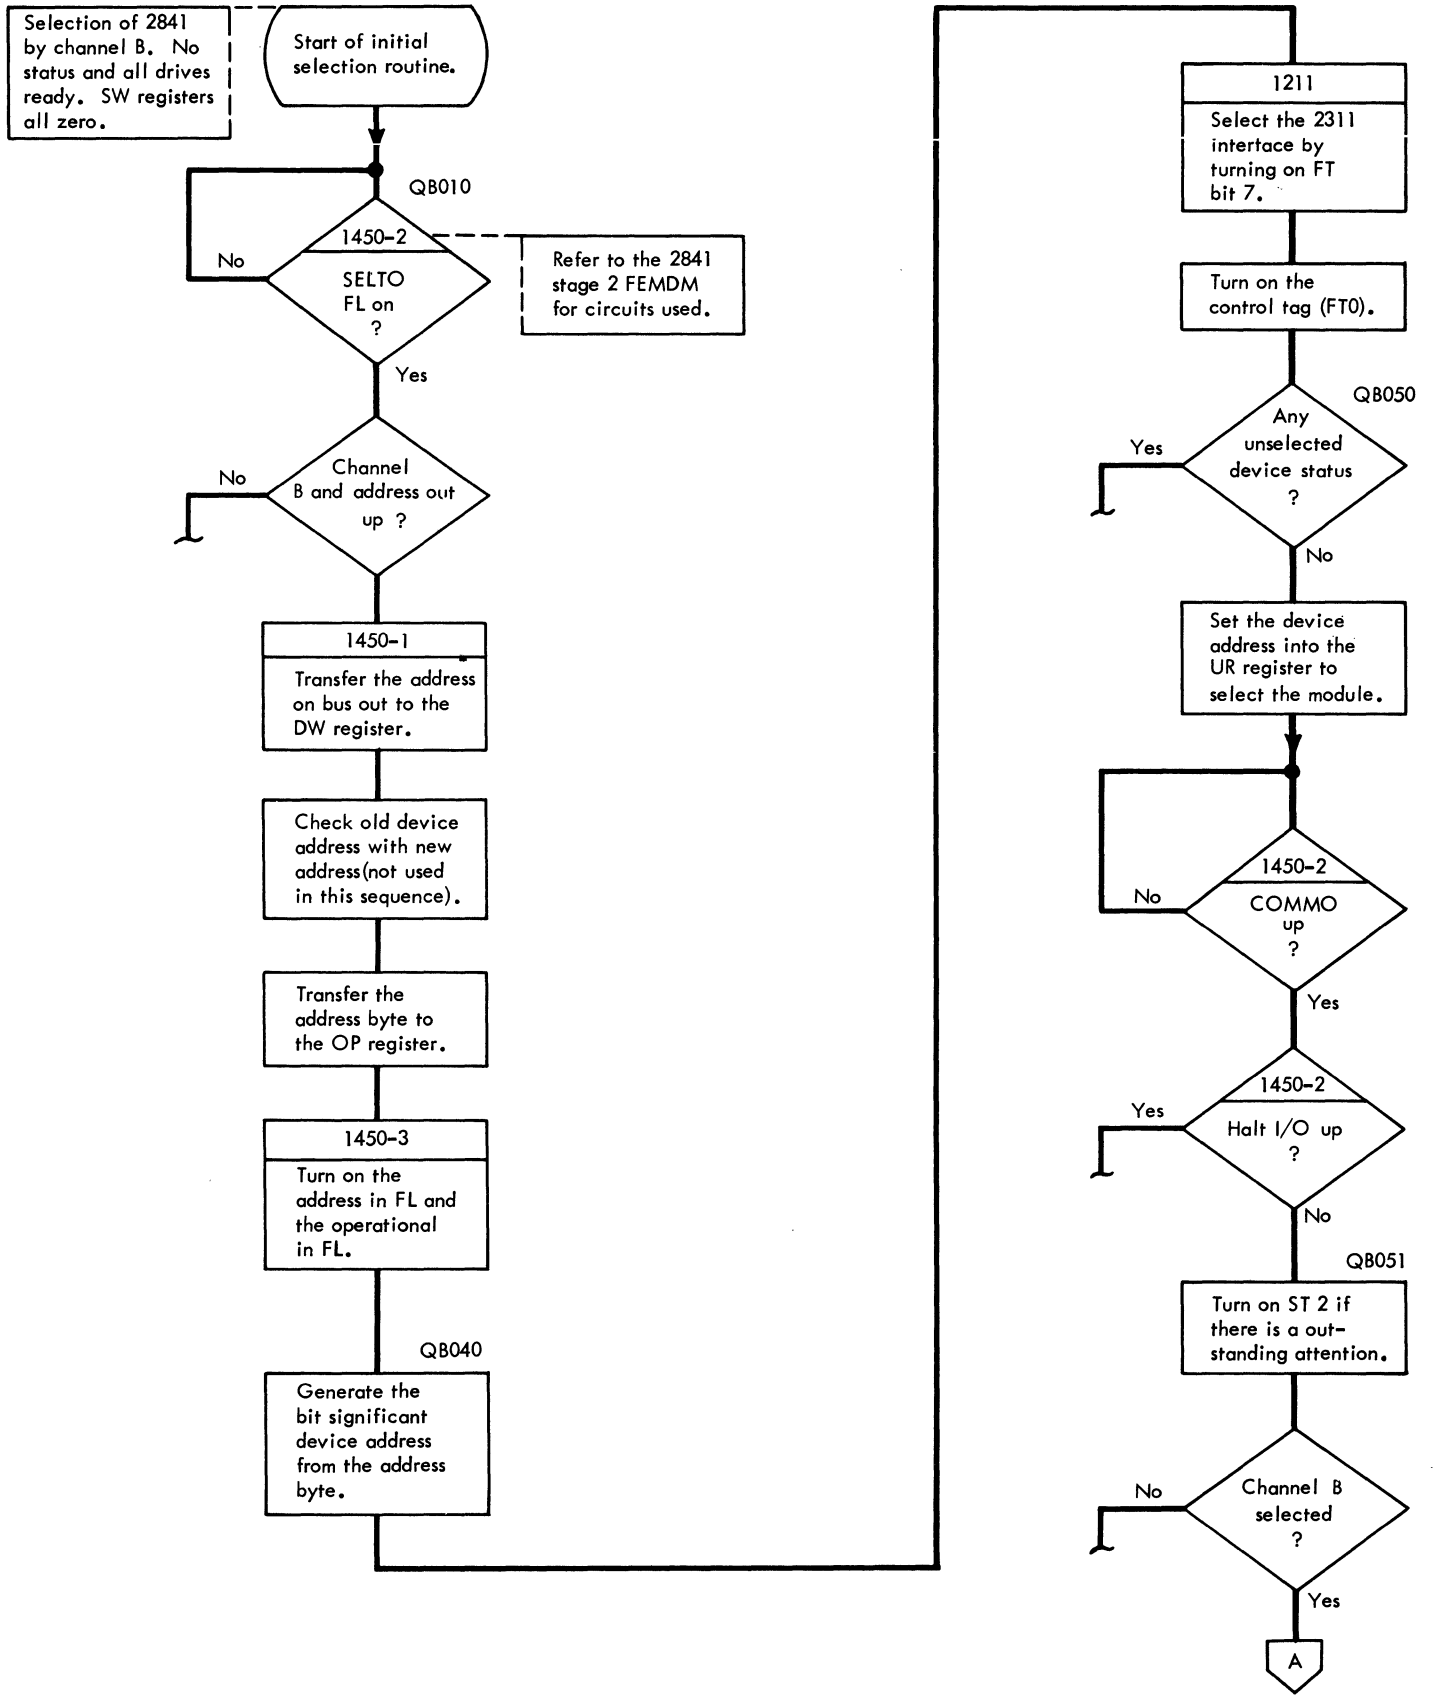 Selection of 2841
by channel B. No
status and all drives
ready. SW registers
all zero.
Start of initial
selection routine.
QB010
1450-2
No
SELTO
FL on
?
Refer to the 2841
stage 2 FEMDM
for circuits used.
Yes
Channel
B and address out
up ?
No
1450-1
Transfer the address
on bus out to the
DW register.
Check old device
address with new
address(not used
in this sequence).
Transfer the
address byte to
the OP register.
1450-3
Turn on the
address in FL and
the operational
in FL.
QB040
Generate the
bit significant
device address
from the address
byte.
1211
Select the 2311
interface by
turning on FT
bit 7.
Turn on the
control tag (FT0).
QB050
Any
unselected
device status
?
Yes
No
Set the device
address into the
UR register to
select the module.
1450-2
COMMO
up
?
No
Yes
1450-2
Halt I/O up
?
Yes
No
QB051
Turn on ST 2 if
there is a out-
standing attention.
Channel B
selected
?
No
Yes
A